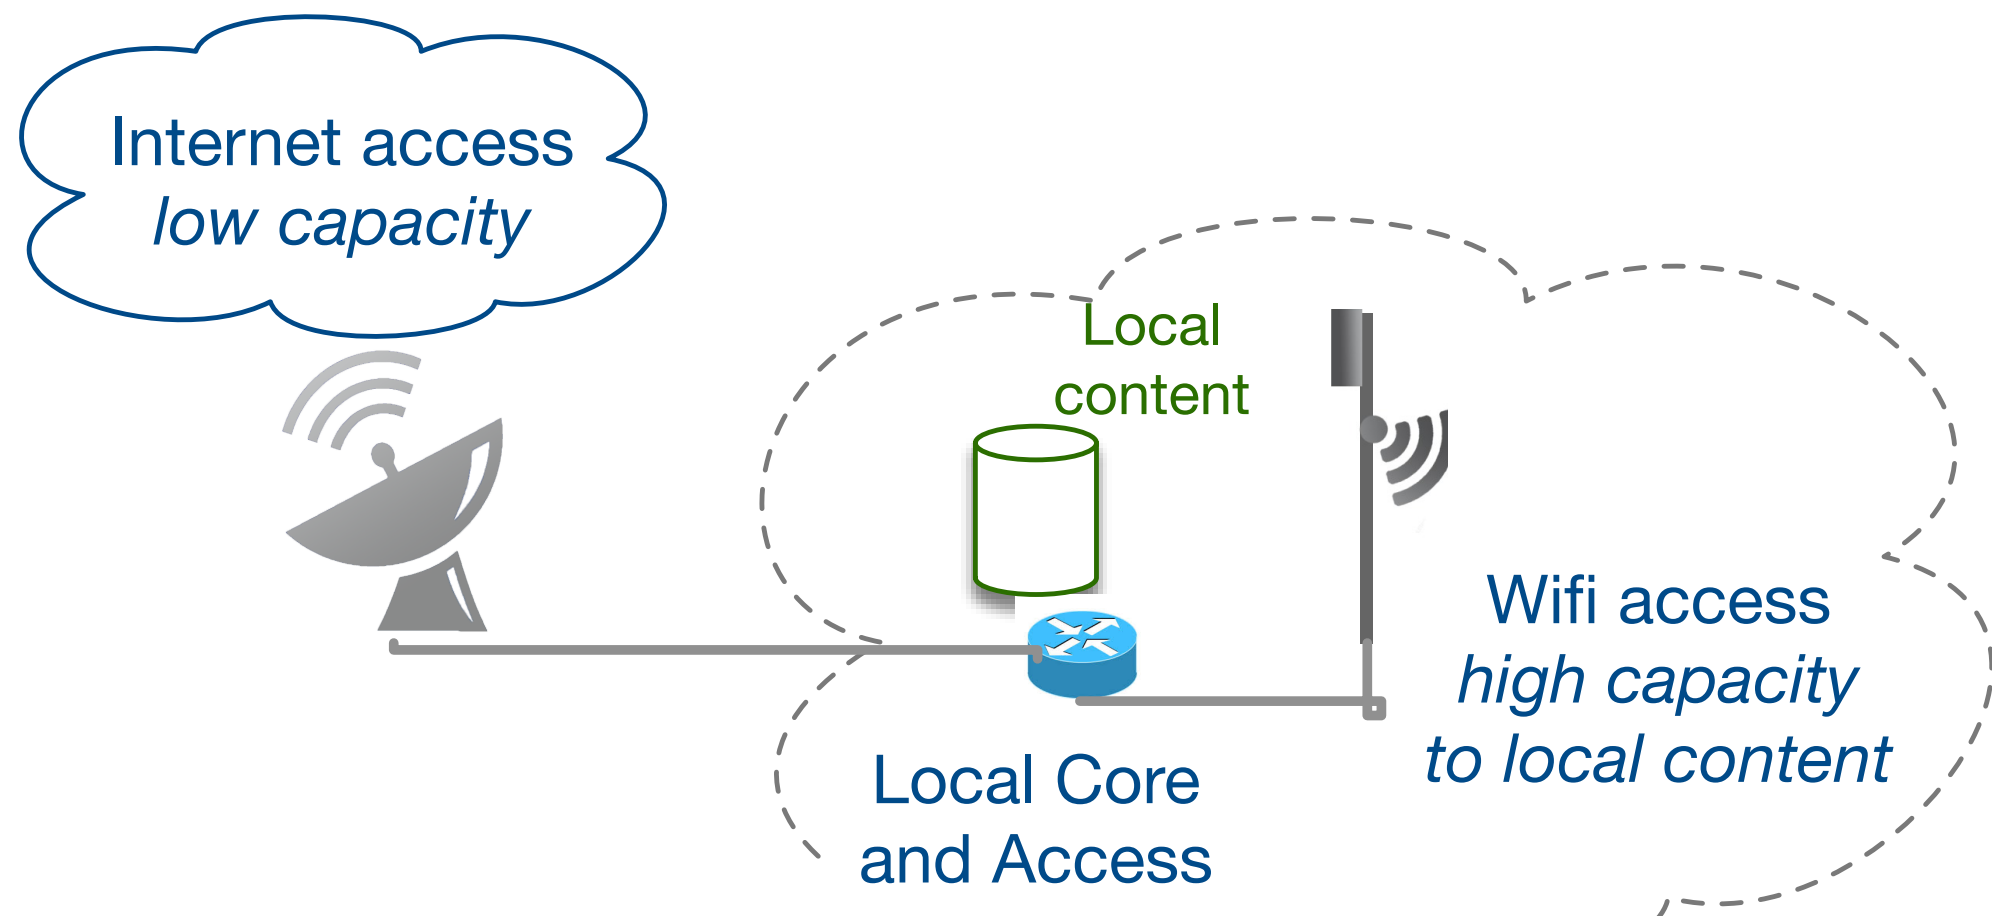 Internet access
low capacity
Local
content
Wifi access
high capacity
to local content
Local Core
and Access